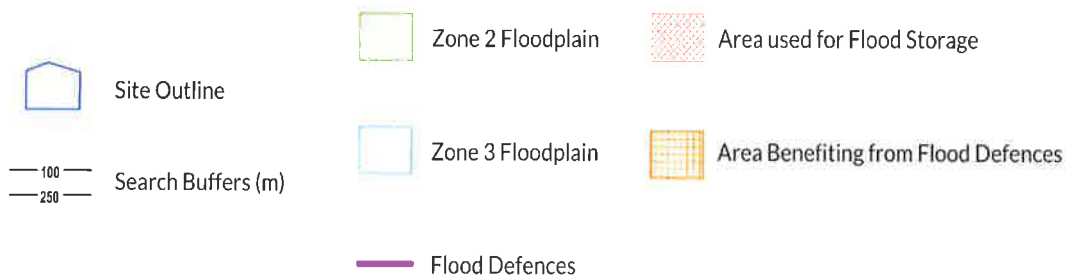 Site Outline
100
250
Search Buffers (m)
Zone 2 Floodplain
Zone 3 Floodplain
Flood Defences
Area used for Flood Storage
Area Benefiting from Flood Defences